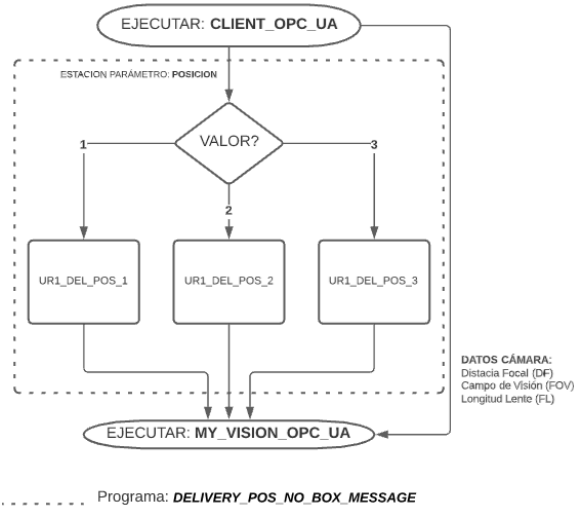 EJECUTAR: CLIENT_OPC_UA
ESTACION PARÁMETRO: POSICION
VALOR?
1
3
2
UR1_DEL_POS_1
UR1_DEL_POS_2
UR1_DEL_POS_3
DATOS CÁMARA:
Distacia Focal (DF)
Campo de Visión (FOV)
Longitud Lente (FL)
EJECUTAR: MY_VISION_OPC_UA
Programa: DELIVERY_POS_NO_BOX_MESSAGE